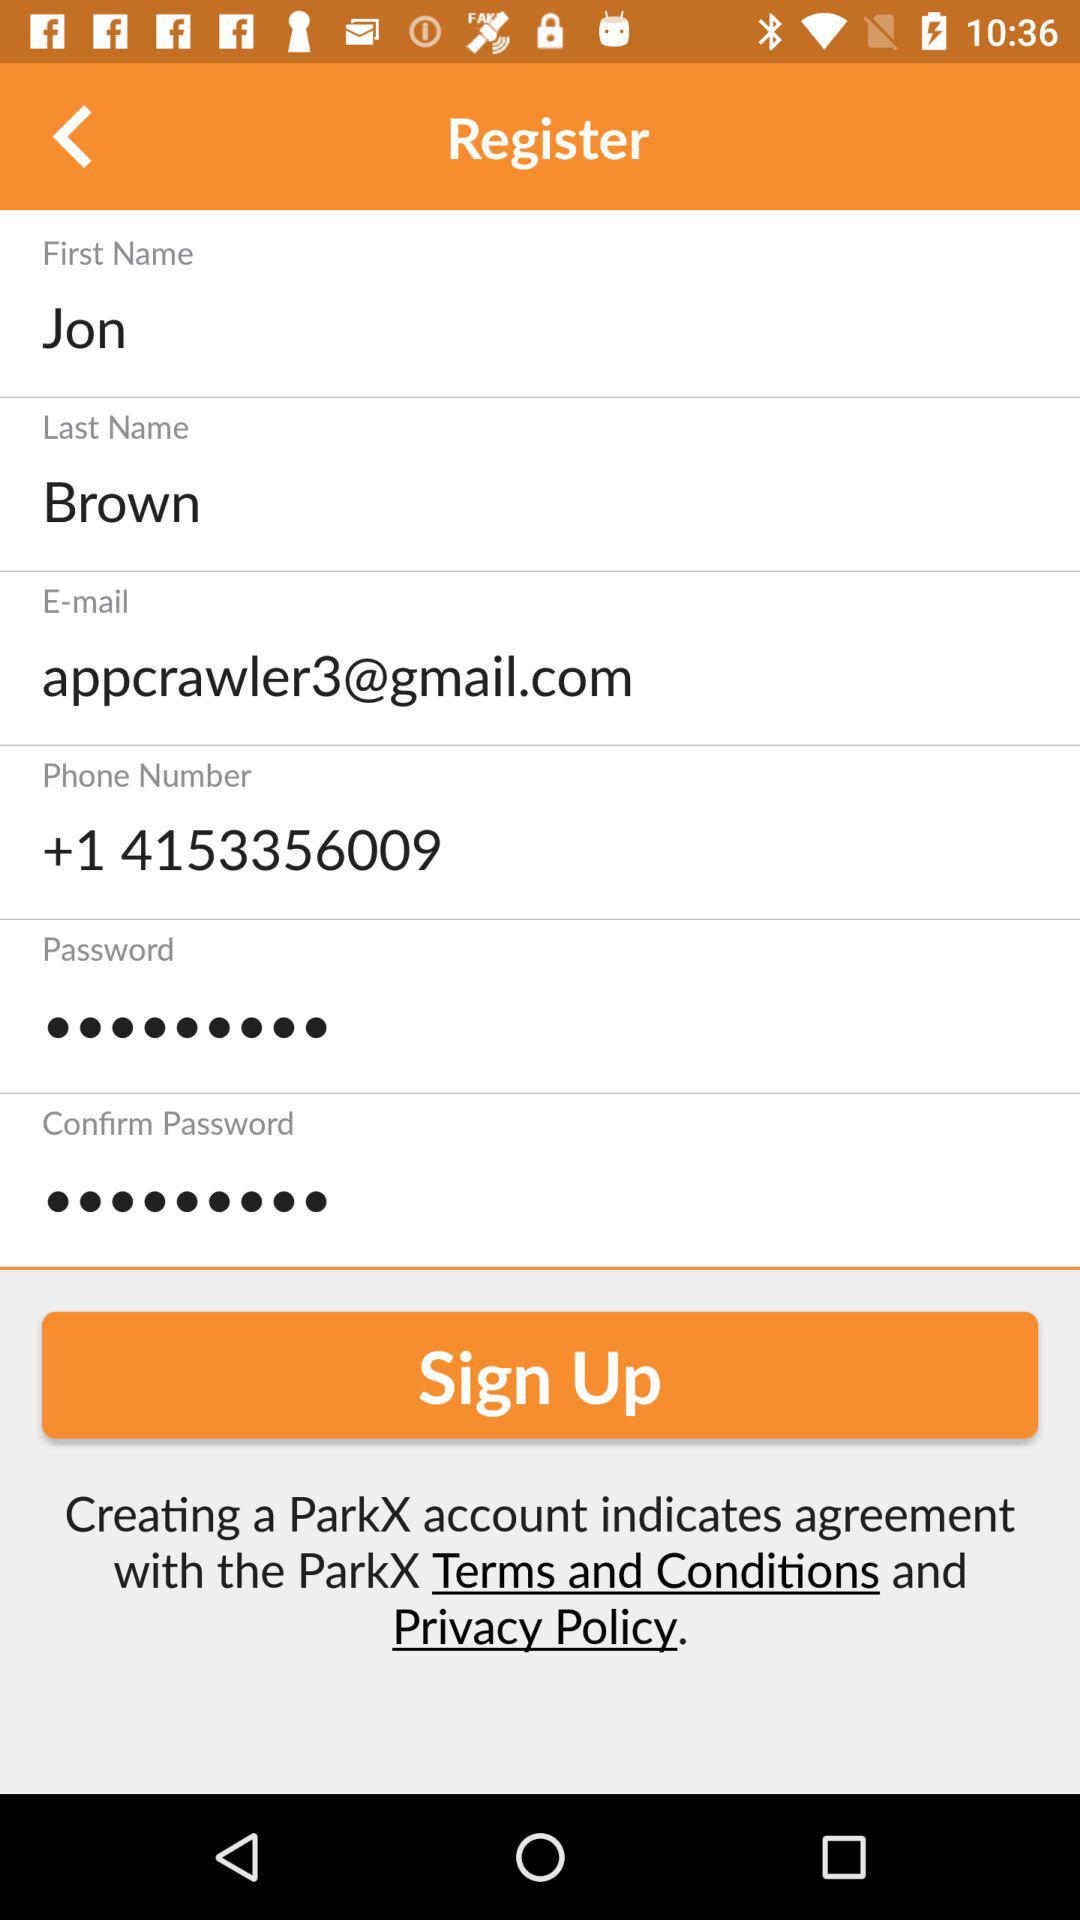 FAKE
10:36
Register
First Name
Jon
Last Name
Brown
E-mail
appcrawler3@gmail.com
Phone Number
+1 4153356009
Password
•••••••••
Confirm Password
•••••••••
Sign Up
Creating a ParkX account indicates agreement
with the ParkX Terms and Conditions and
Privacy Policy.